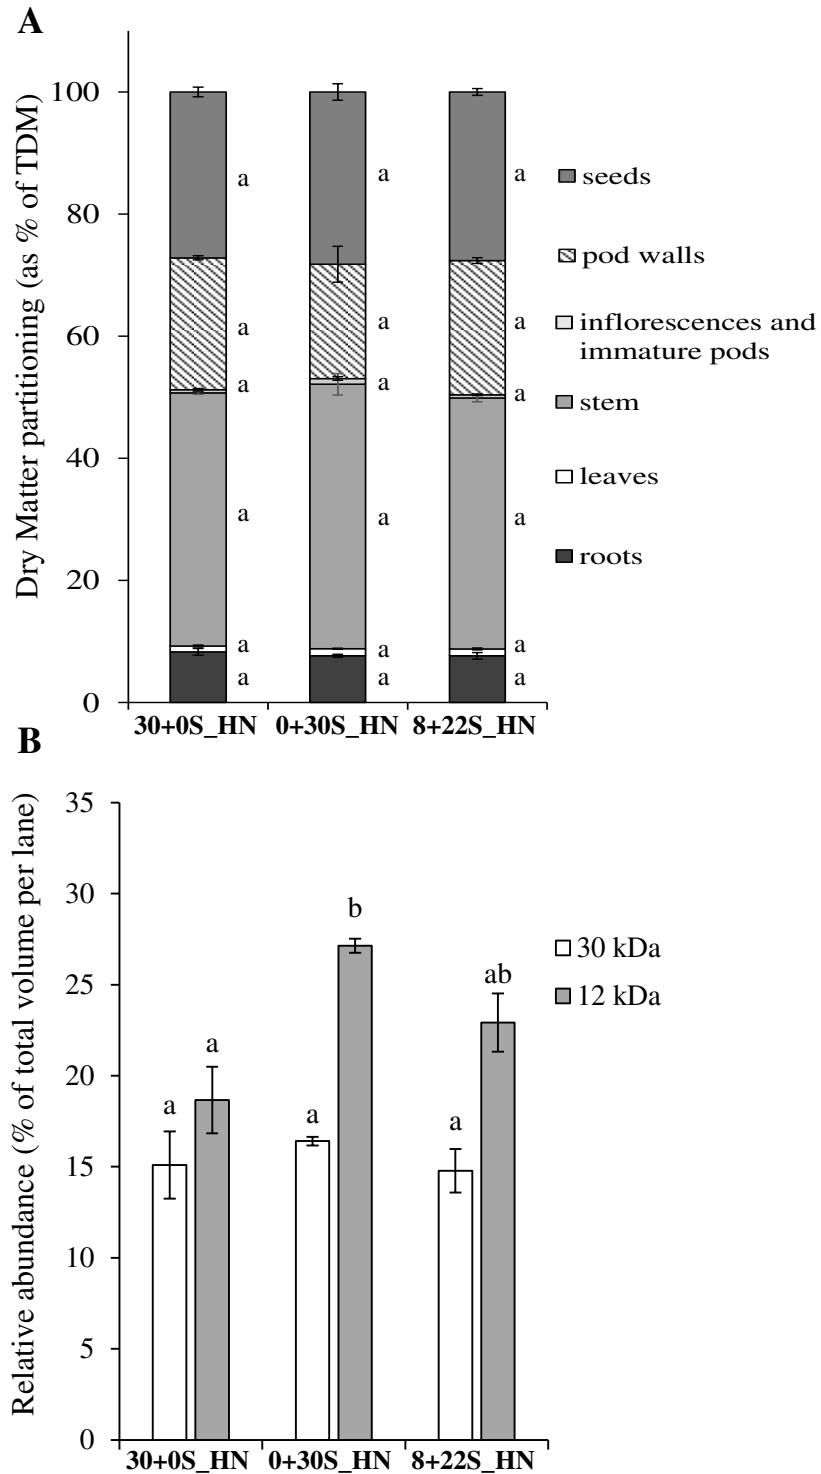 A
Dry Matter partitioning (as % of TDM)
100
80
60
40
20
0
a a a
a a a
a a a
a a a
a a a
a a a
30+0S_HN 0+30S_HN 8+22S_HN
seeds
pod walls
inflorescences and
immature pods
stem
leaves
roots
B
Relative abundance (% of total volume per lane)
35
30
25
20
15
10
5
0
a a
a b
a ab
30+0S_HN 0+30S_HN 8+22S_HN
30 kDa
12 kDa